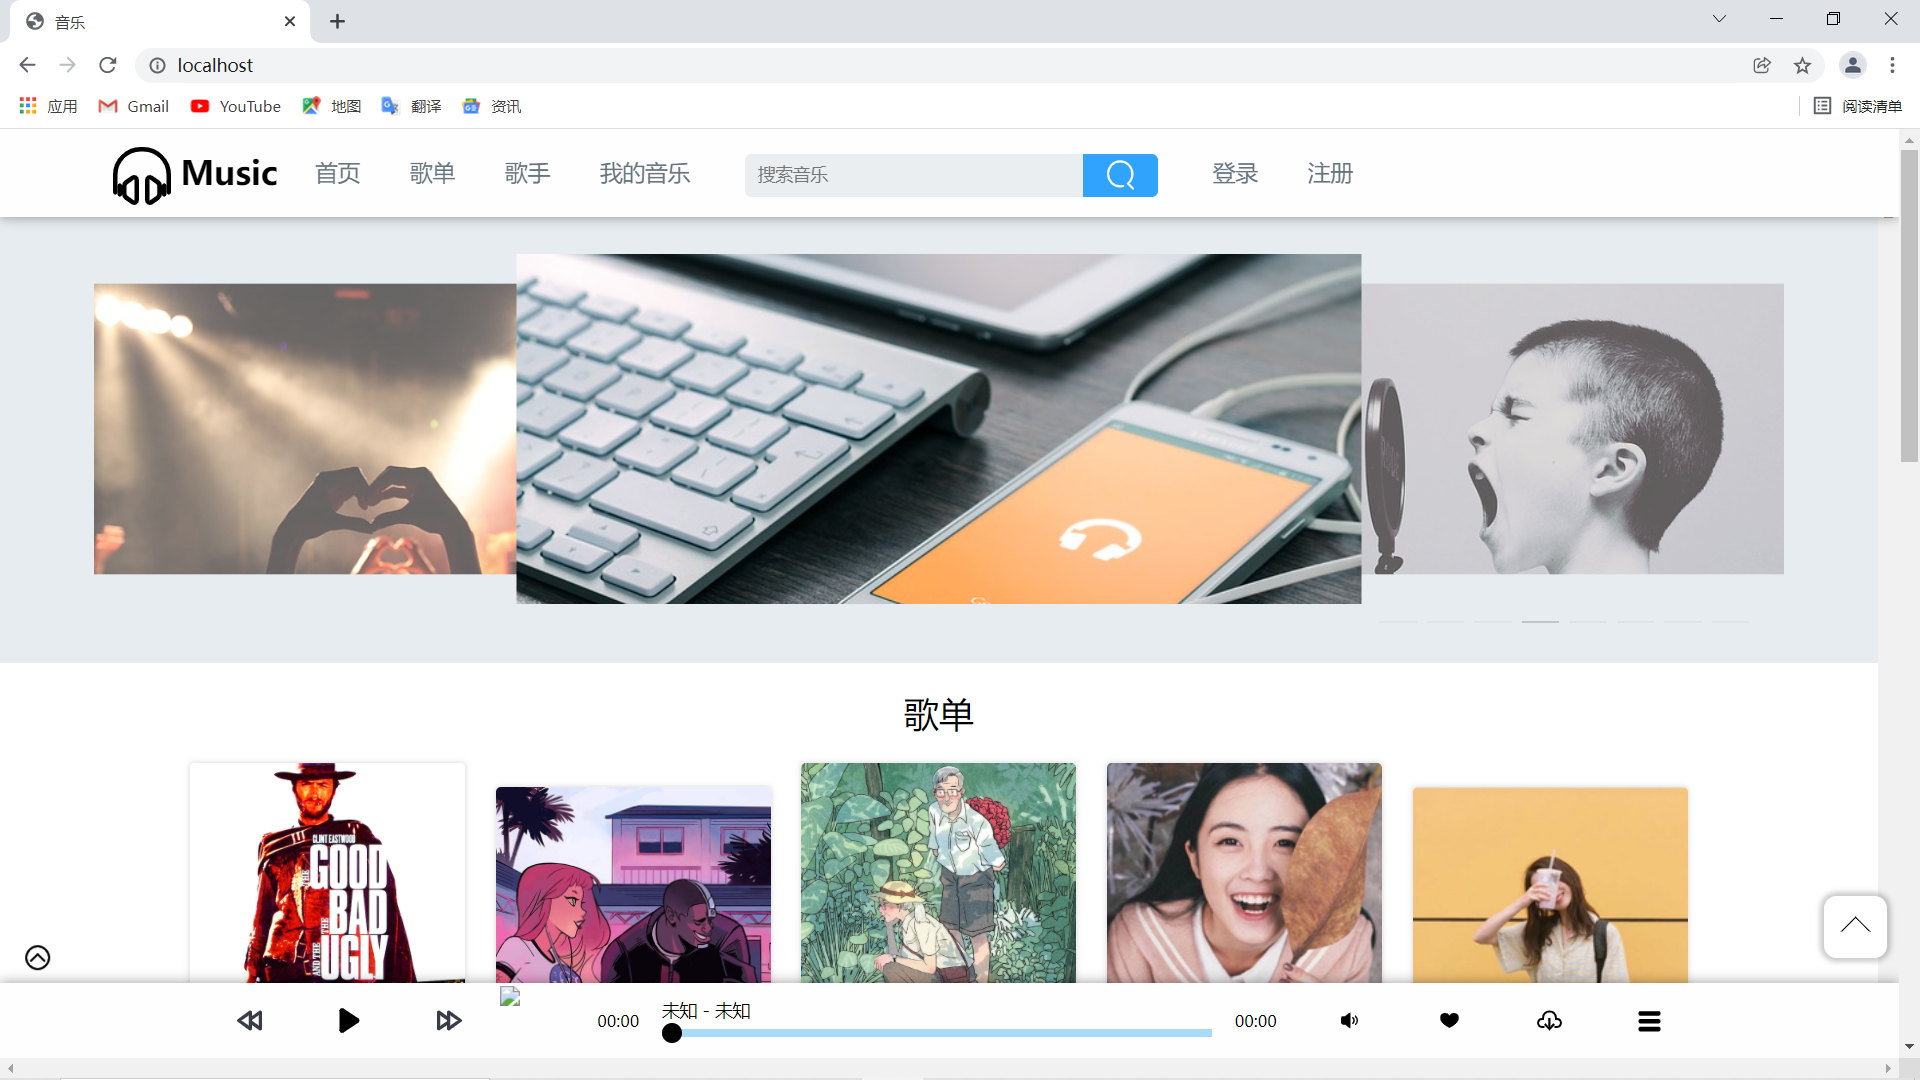 音乐
localhost
应用 Gmail YouTube 地图 翻译 资讯 阅读清单
Music 首页 歌单 歌手 我的音乐 搜索音乐 登录 注册
歌单
CLINT EASTWOOD
THE GOOD
THE BAD
AND THE UGLY
00:00 未知 - 未知 00:00